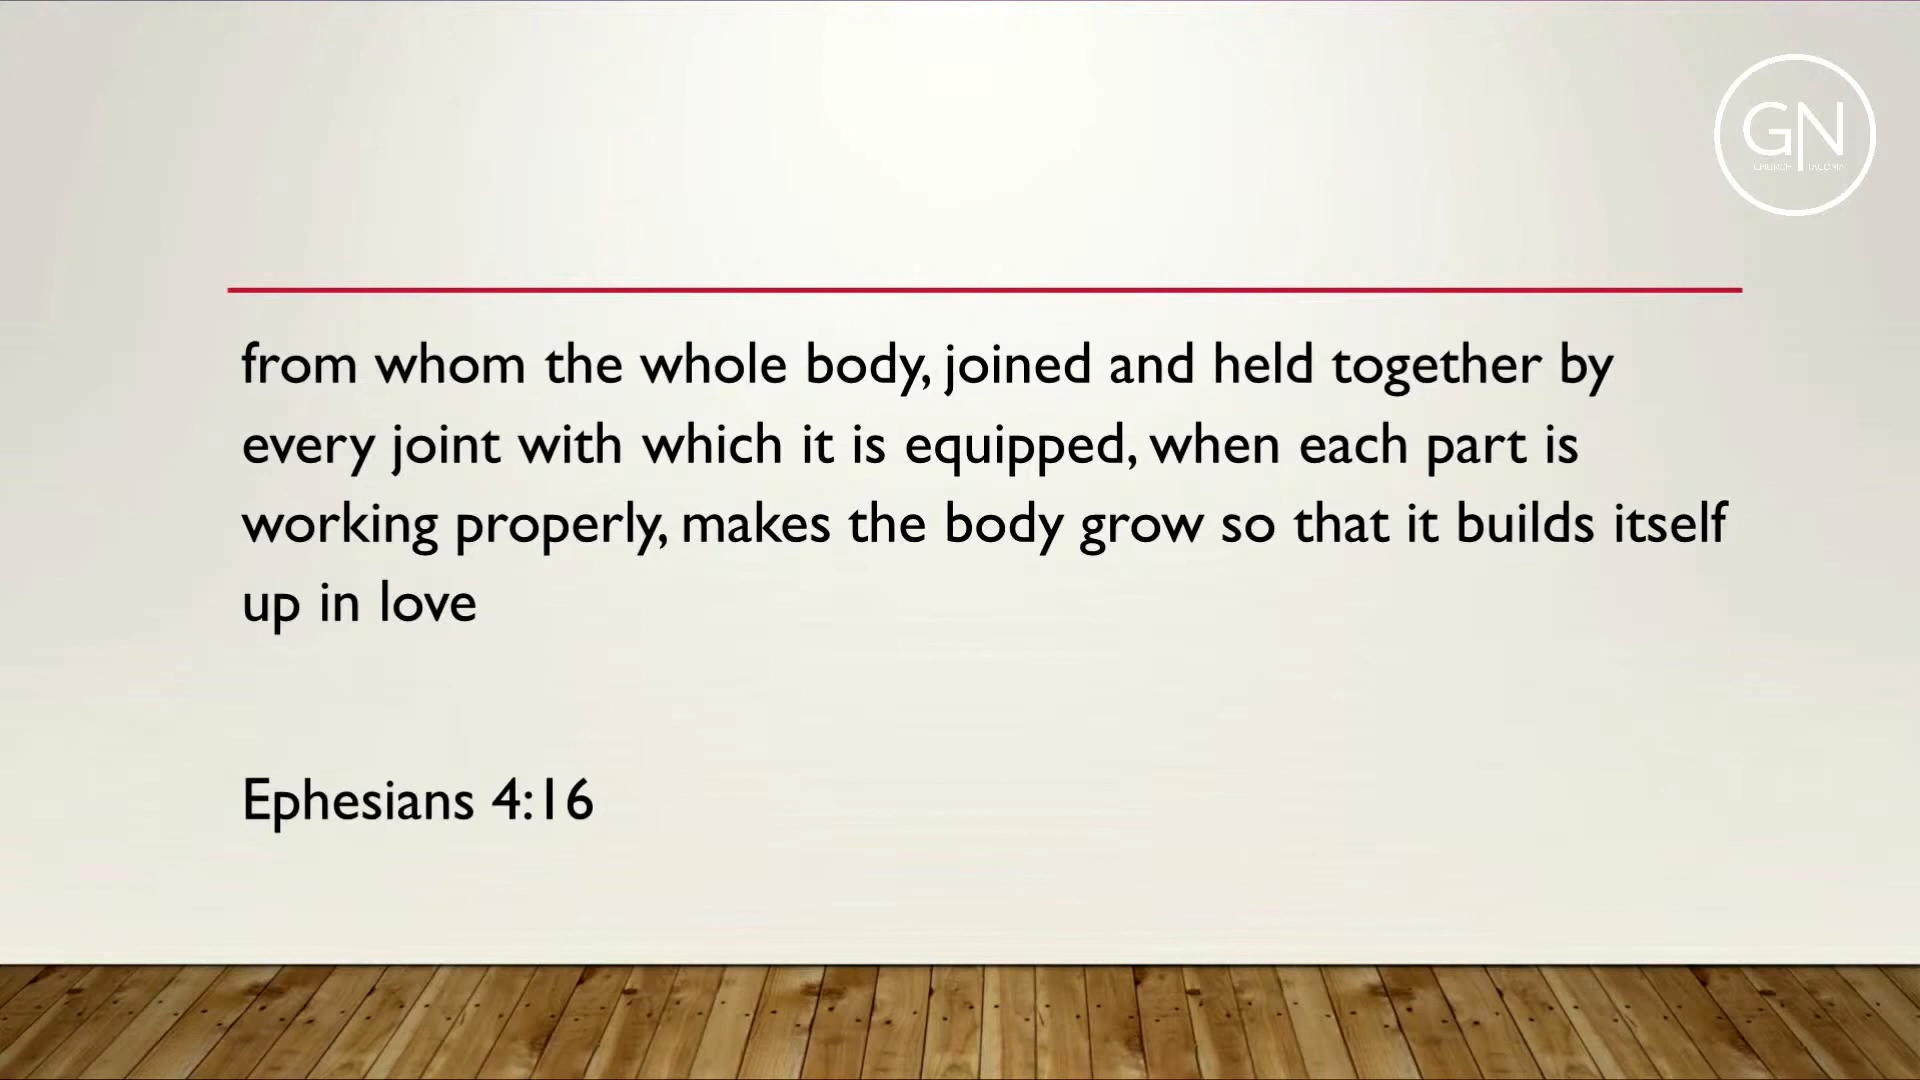 GN
CHURCH TACOMA
from whom the whole body, joined and held together by
every joint with which it is equipped, when each part is
working properly, makes the body grow so that it builds itself
up in love
Ephesians 4:16